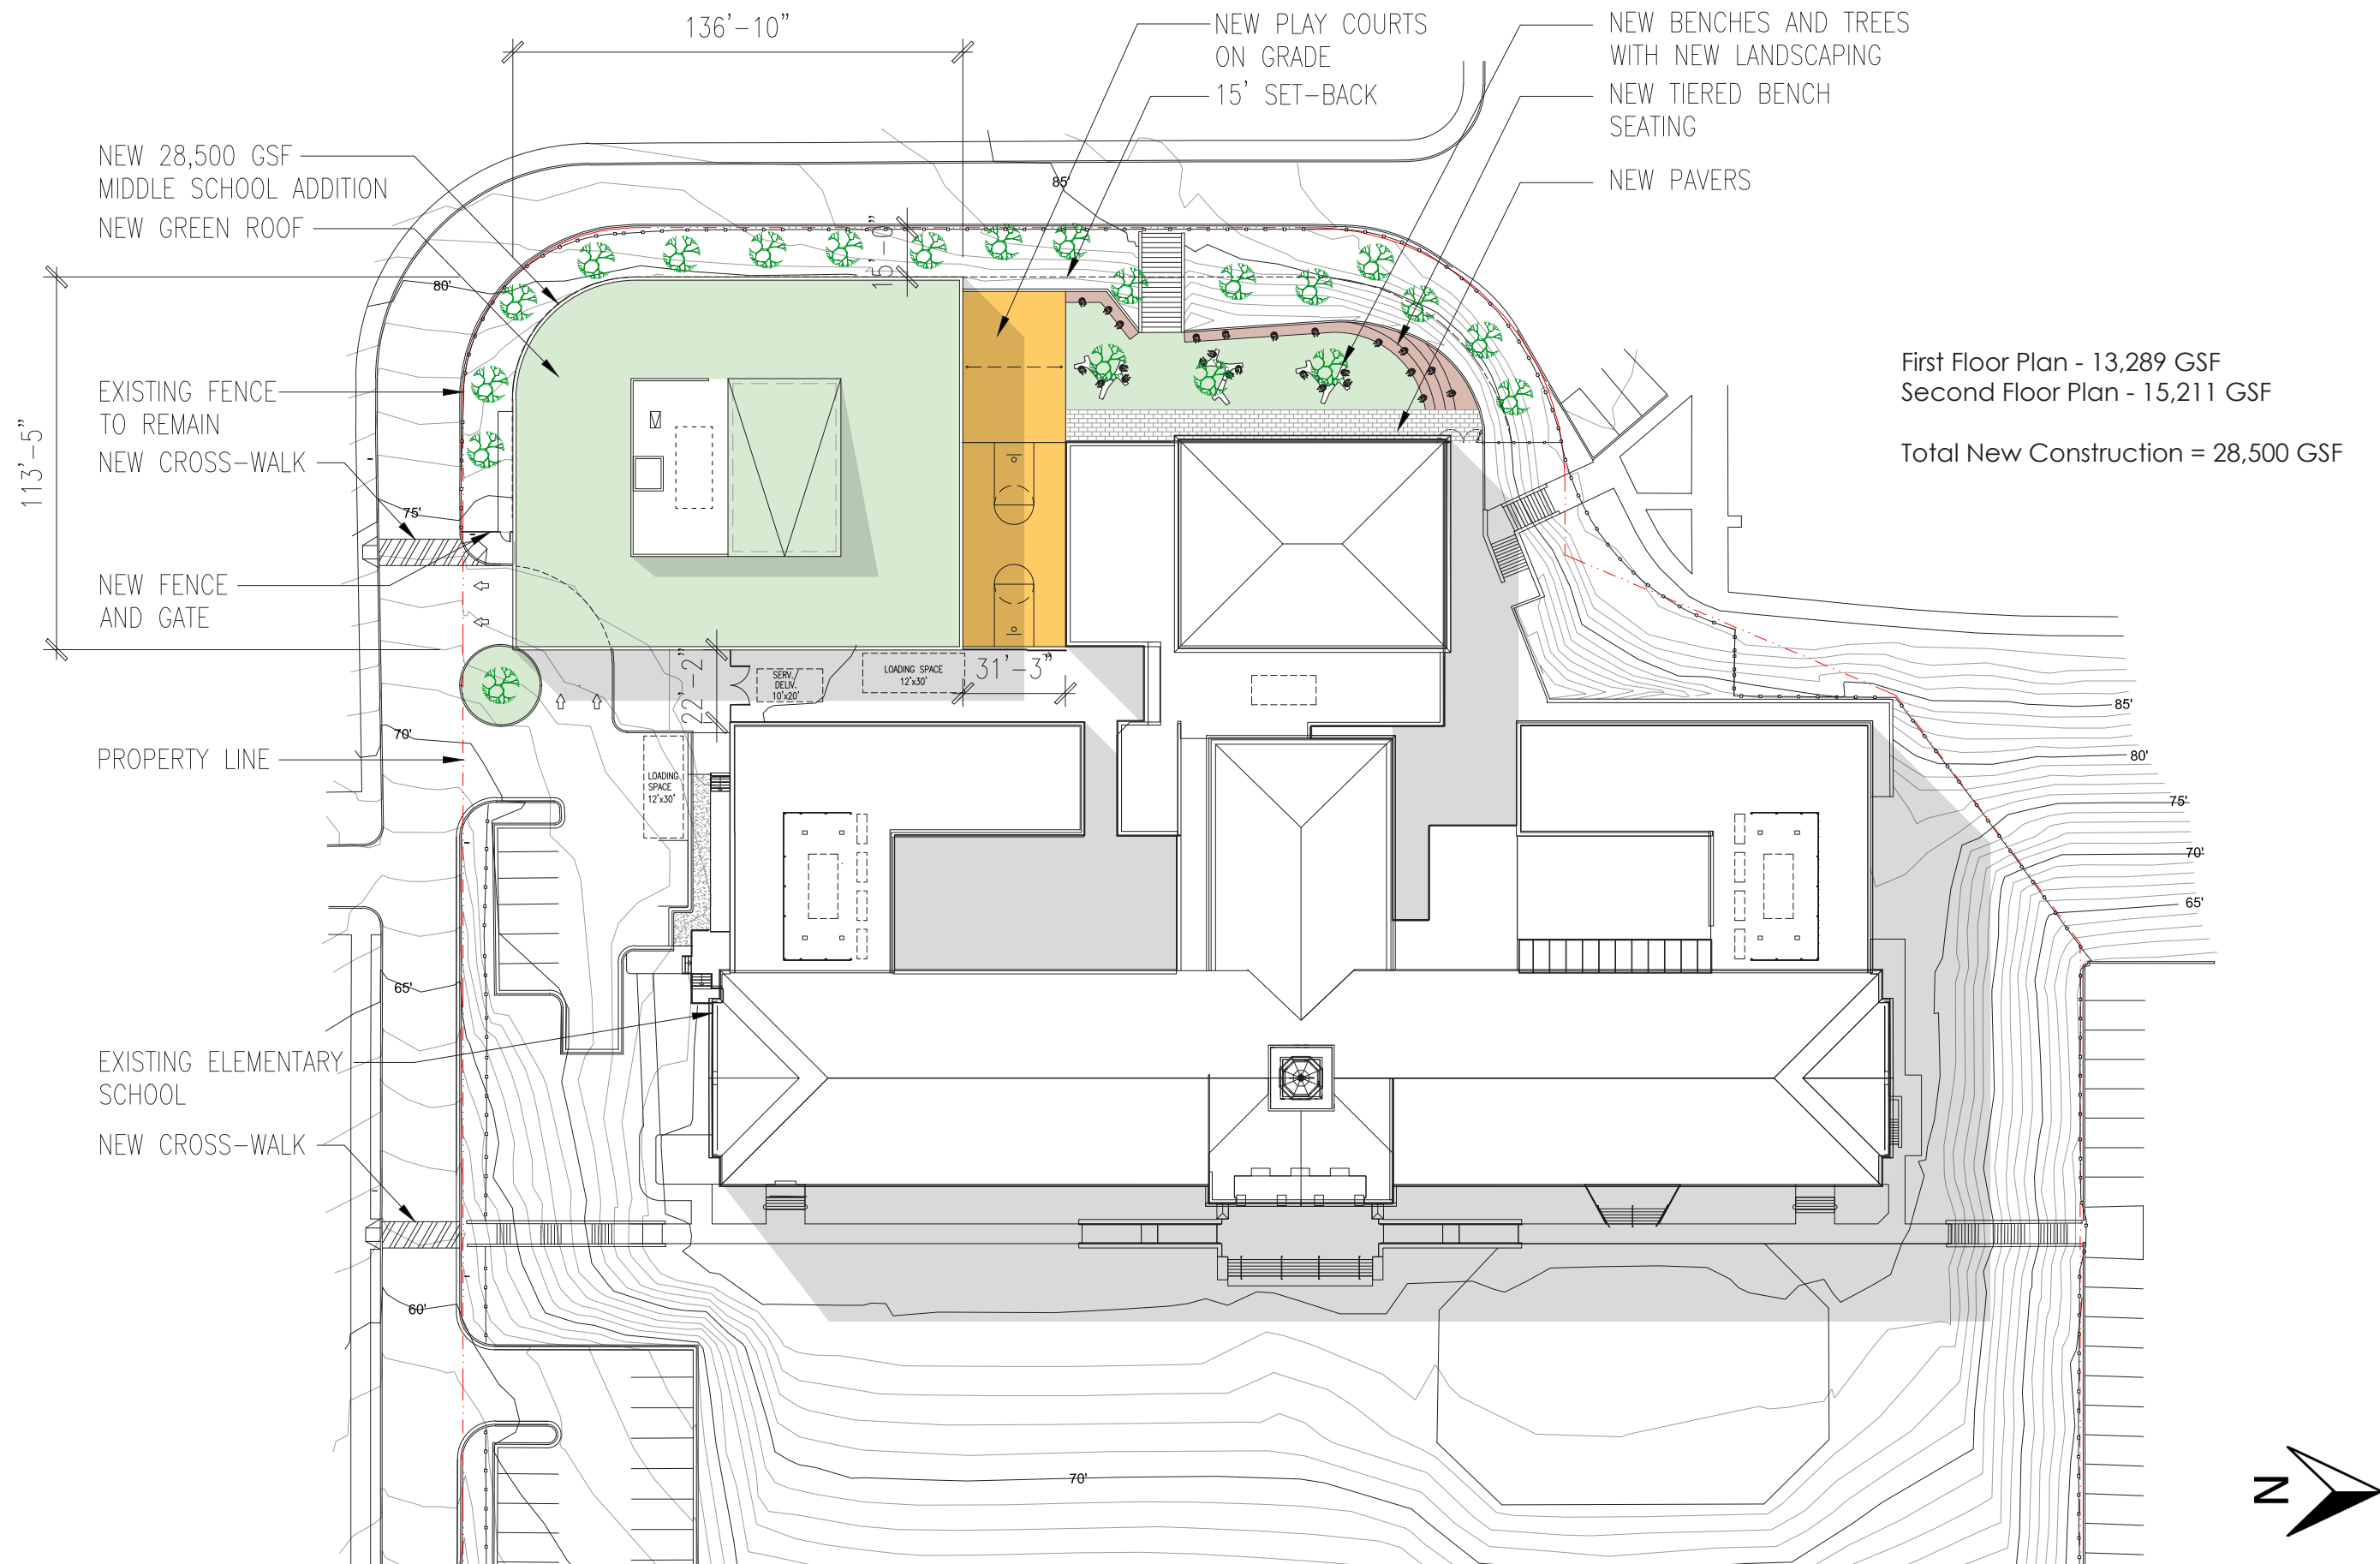 136'-10"
NEW PLAY COURTS
ON GRADE
15' SET-BACK
NEW BENCHES AND TREES
WITH NEW LANDSCAPING
NEW TIERED BENCH
SEATING
NEW PAVERS
NEW 28,500 GSF
MIDDLE SCHOOL ADDITION
NEW GREEN ROOF
85'
15'-0"
80'
First Floor Plan - 13,289 GSF
Second Floor Plan - 15,211 GSF
Total New Construction = 28,500 GSF
EXISTING FENCE
TO REMAIN
NEW CROSS-WALK
113'-5"
75'
NEW FENCE
AND GATE
22'-2"
SERV.
DELIV.
10'x20'
LOADING SPACE
12'x30'
31'-3"
PROPERTY LINE
70'
LOADING
SPACE
12'x30'
85'
80'
75'
70'
65'
65'
EXISTING ELEMENTARY
SCHOOL
NEW CROSS-WALK
60'
70'
N